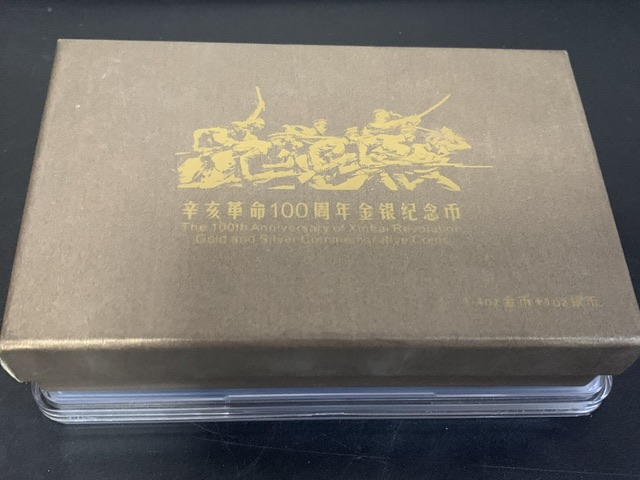 辛亥革命100周年金银纪念币
The 100th Anniversary of Xinhai Revolution
Gold and Silver Commemorative Coins
1/4oz金币+1oz银币